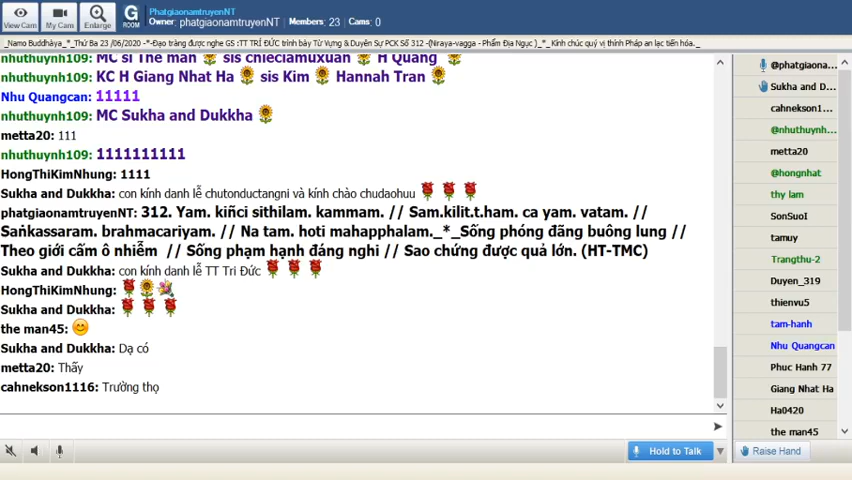 View Cam
My Cam
Enlarge
G
ROOM
PhatgiaonamtruyenNT
Owner: phatgiaonamtruyenNT | Members: 23 Cams: 0
_Namo Buddhàya_*_Thứ Ba 23 /06/2020 -*-Đạo tràng được nghe GS :TT TRÍ ĐỨC trình bày Từ Vựng & Duyên Sự PCK Số 312 -(Niraya-vagga - Phẩm Địa Ngục )_*_ Kính chúc quý vị thính Pháp an lạc tiến hóa._
nhuthuynh109: MC sĩ The man sis chieclamuxuan H Quang
nhuthuynh109: KC H Giang Nhat Ha sis Kim Hannah Tran
Nhu Quangcan: 11111
nhuthuynh109: MC Sukha and Dukkha
metta20: 111
nhuthuynh109: 1111111111
HongThiKimNhung: 1111
Sukha and Dukkha: con kính danh lễ chutonductangni và kính chào chudaohuu
phatgiaonamtruyenNT: 312. Yam. kiñci sithilam. kammam. // Sam.kilit.t.ham. ca yam. vatam. //
Saṅkassaram. brahmacariyam. // Na tam. hoti mahapphalam._*_Sống phóng đãng buông lung //
Theo giới cấm ô nhiễm // Sống phạm hạnh đáng nghi // Sao chứng được quả lớn. (HT-TMC)
Sukha and Dukkha: con kính danh lễ TT Tri Đức
HongThiKimNhung:
Sukha and Dukkha:
the man45:
Sukha and Dukkha: Dạ có
metta20: Thấy
cahnekson1116: Trường thọ
@phatgiaona...
Sukha and D...
cahnekson1...
@nhuthuynh...
metta20
@hongnhat
thy lam
SonSuoI
tamuy
Trangthu-2
Duyen_319
thienvu5
tam-hanh
Nhu Quangcan
Phuc Hanh 77
Giang Nhat Ha
Ha0420
the man45
Hold to Talk
Raise Hand